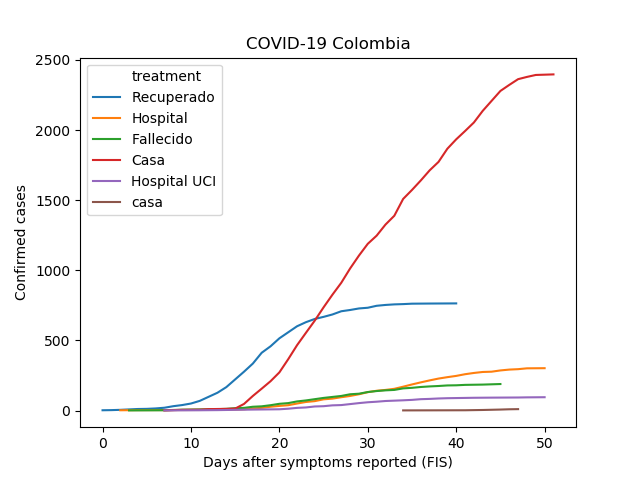 COVID-19 Colombia
2500
2000
1500
1000
500
0
Confirmed cases
treatment
Recuperado
Hospital
Fallecido
Casa
Hospital UCI
casa
0 10 20 30 40 50
Days after symptoms reported (FIS)